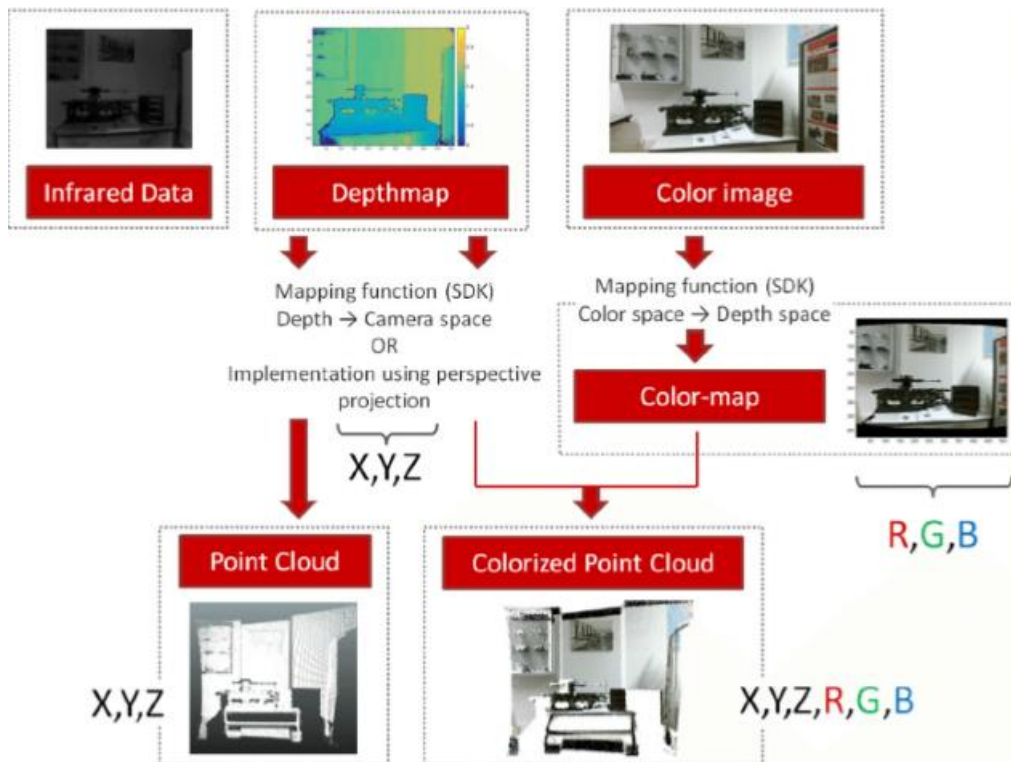 Infrared Data
Depthmap
Color image
Mapping function (SDK)
Depth → Camera space
OR
Implementation using perspective
projection
Mapping function (SDK)
Color space → Depth space
Color-map
X,Y,Z
R,G,B
Point Cloud
Colorized Point Cloud
X,Y,Z
X,Y,Z,R,G,B